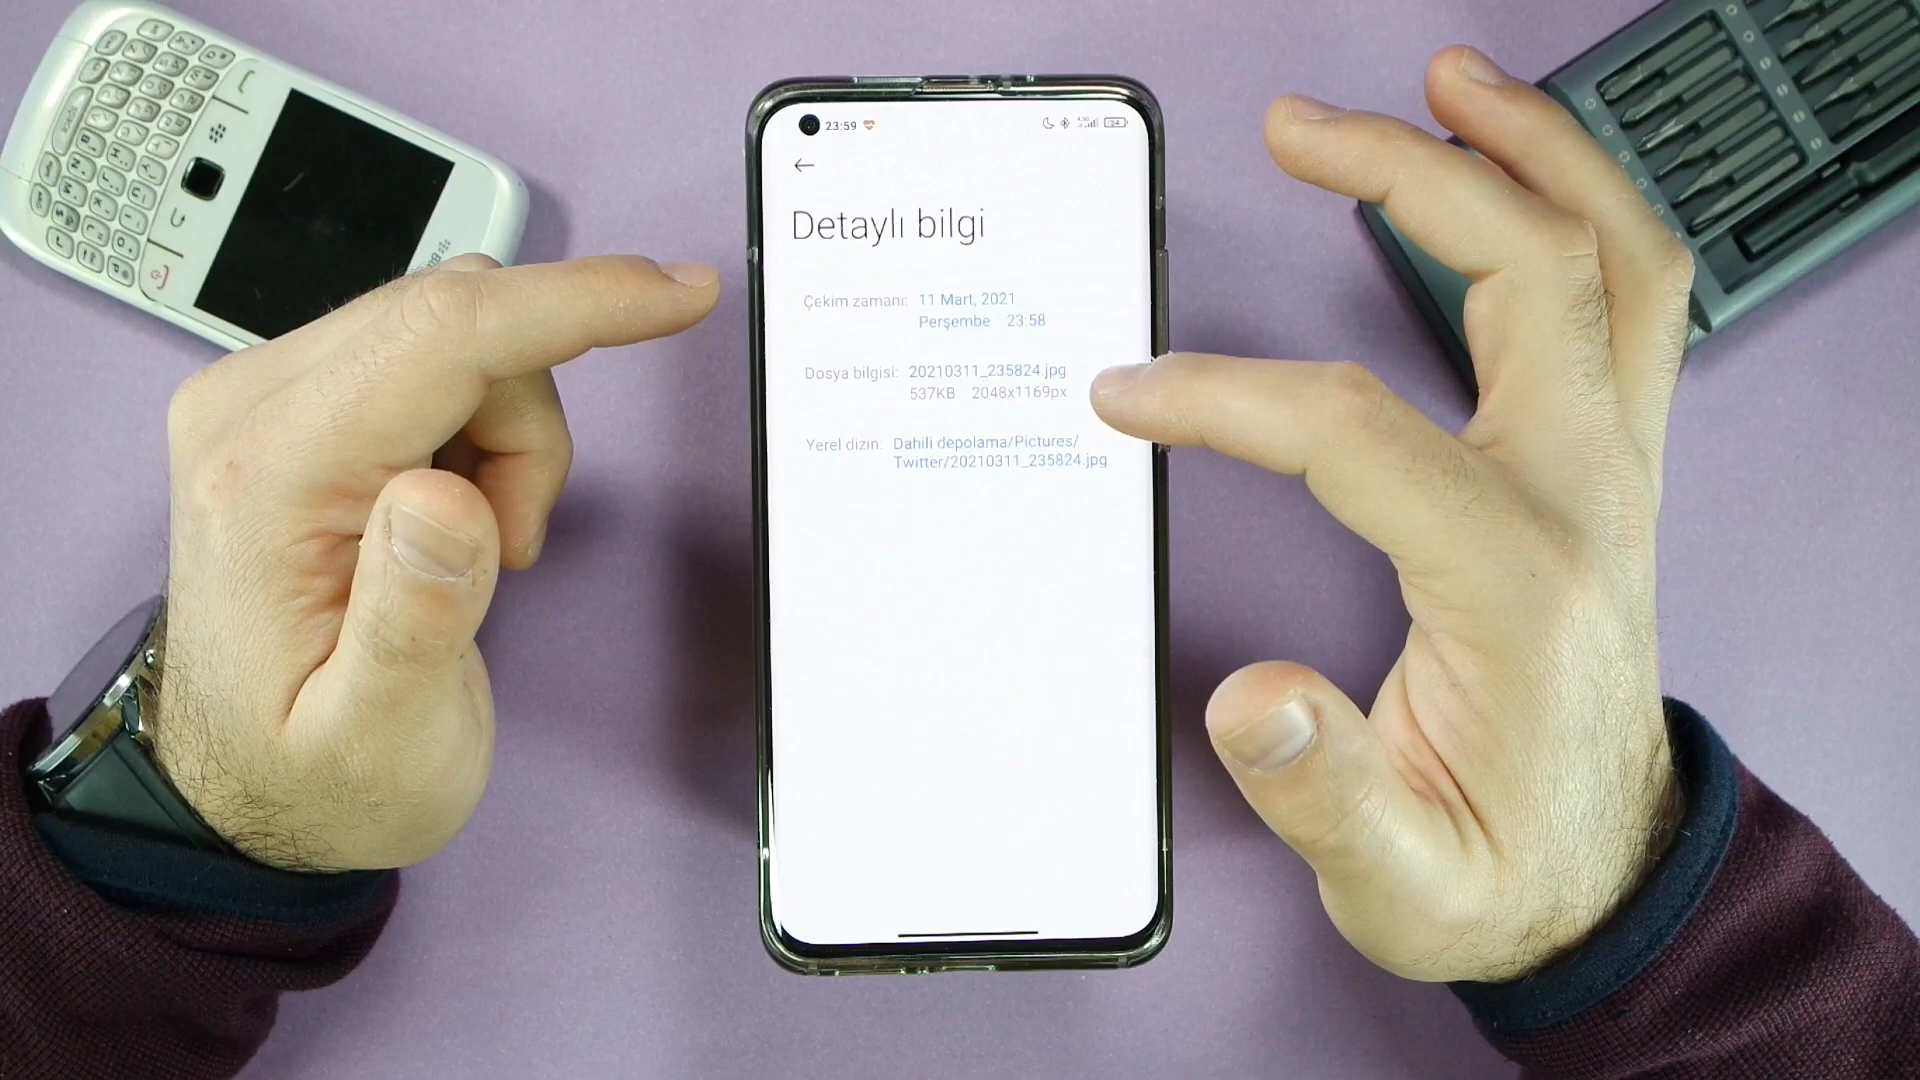 23:59
34
Detaylı bilgi
Çekim zamanı: 11 Mart, 2021
Perşembe 23:58
Dosya bilgisi: 20210311_235824.jpg
537KB 2048x1169px
Yerel dizin: Dahili depolama/Pictures/
Twitter/20210311_235824.jpg